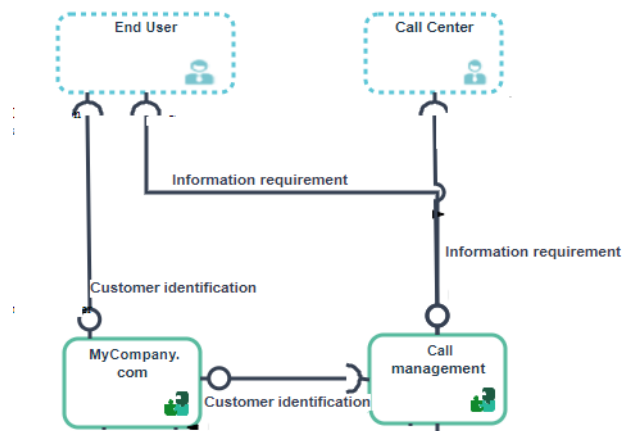 End User
Call Center
Information requirement
Information requirement
Customer identification
MyCompany.
com
Call
management
Customer identification